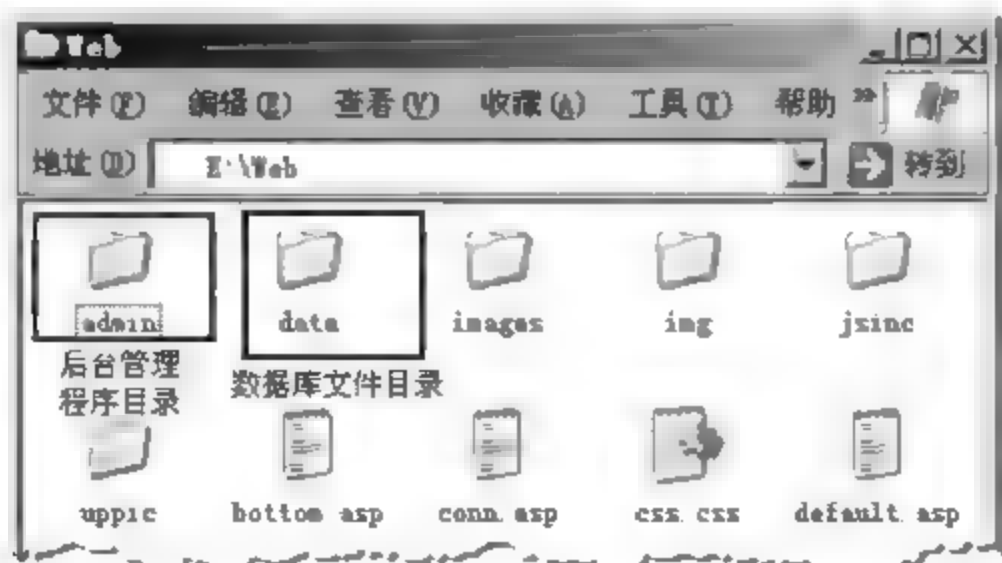 Web
文件(F) 编辑(E) 查看(V) 收藏(A) 工具(T) 帮助 »
地址(D) E:\Web 转到
admin data images img jsinc
后台管理
程序目录 数据库文件目录
uppic bottom.asp conn.asp css.css default.asp